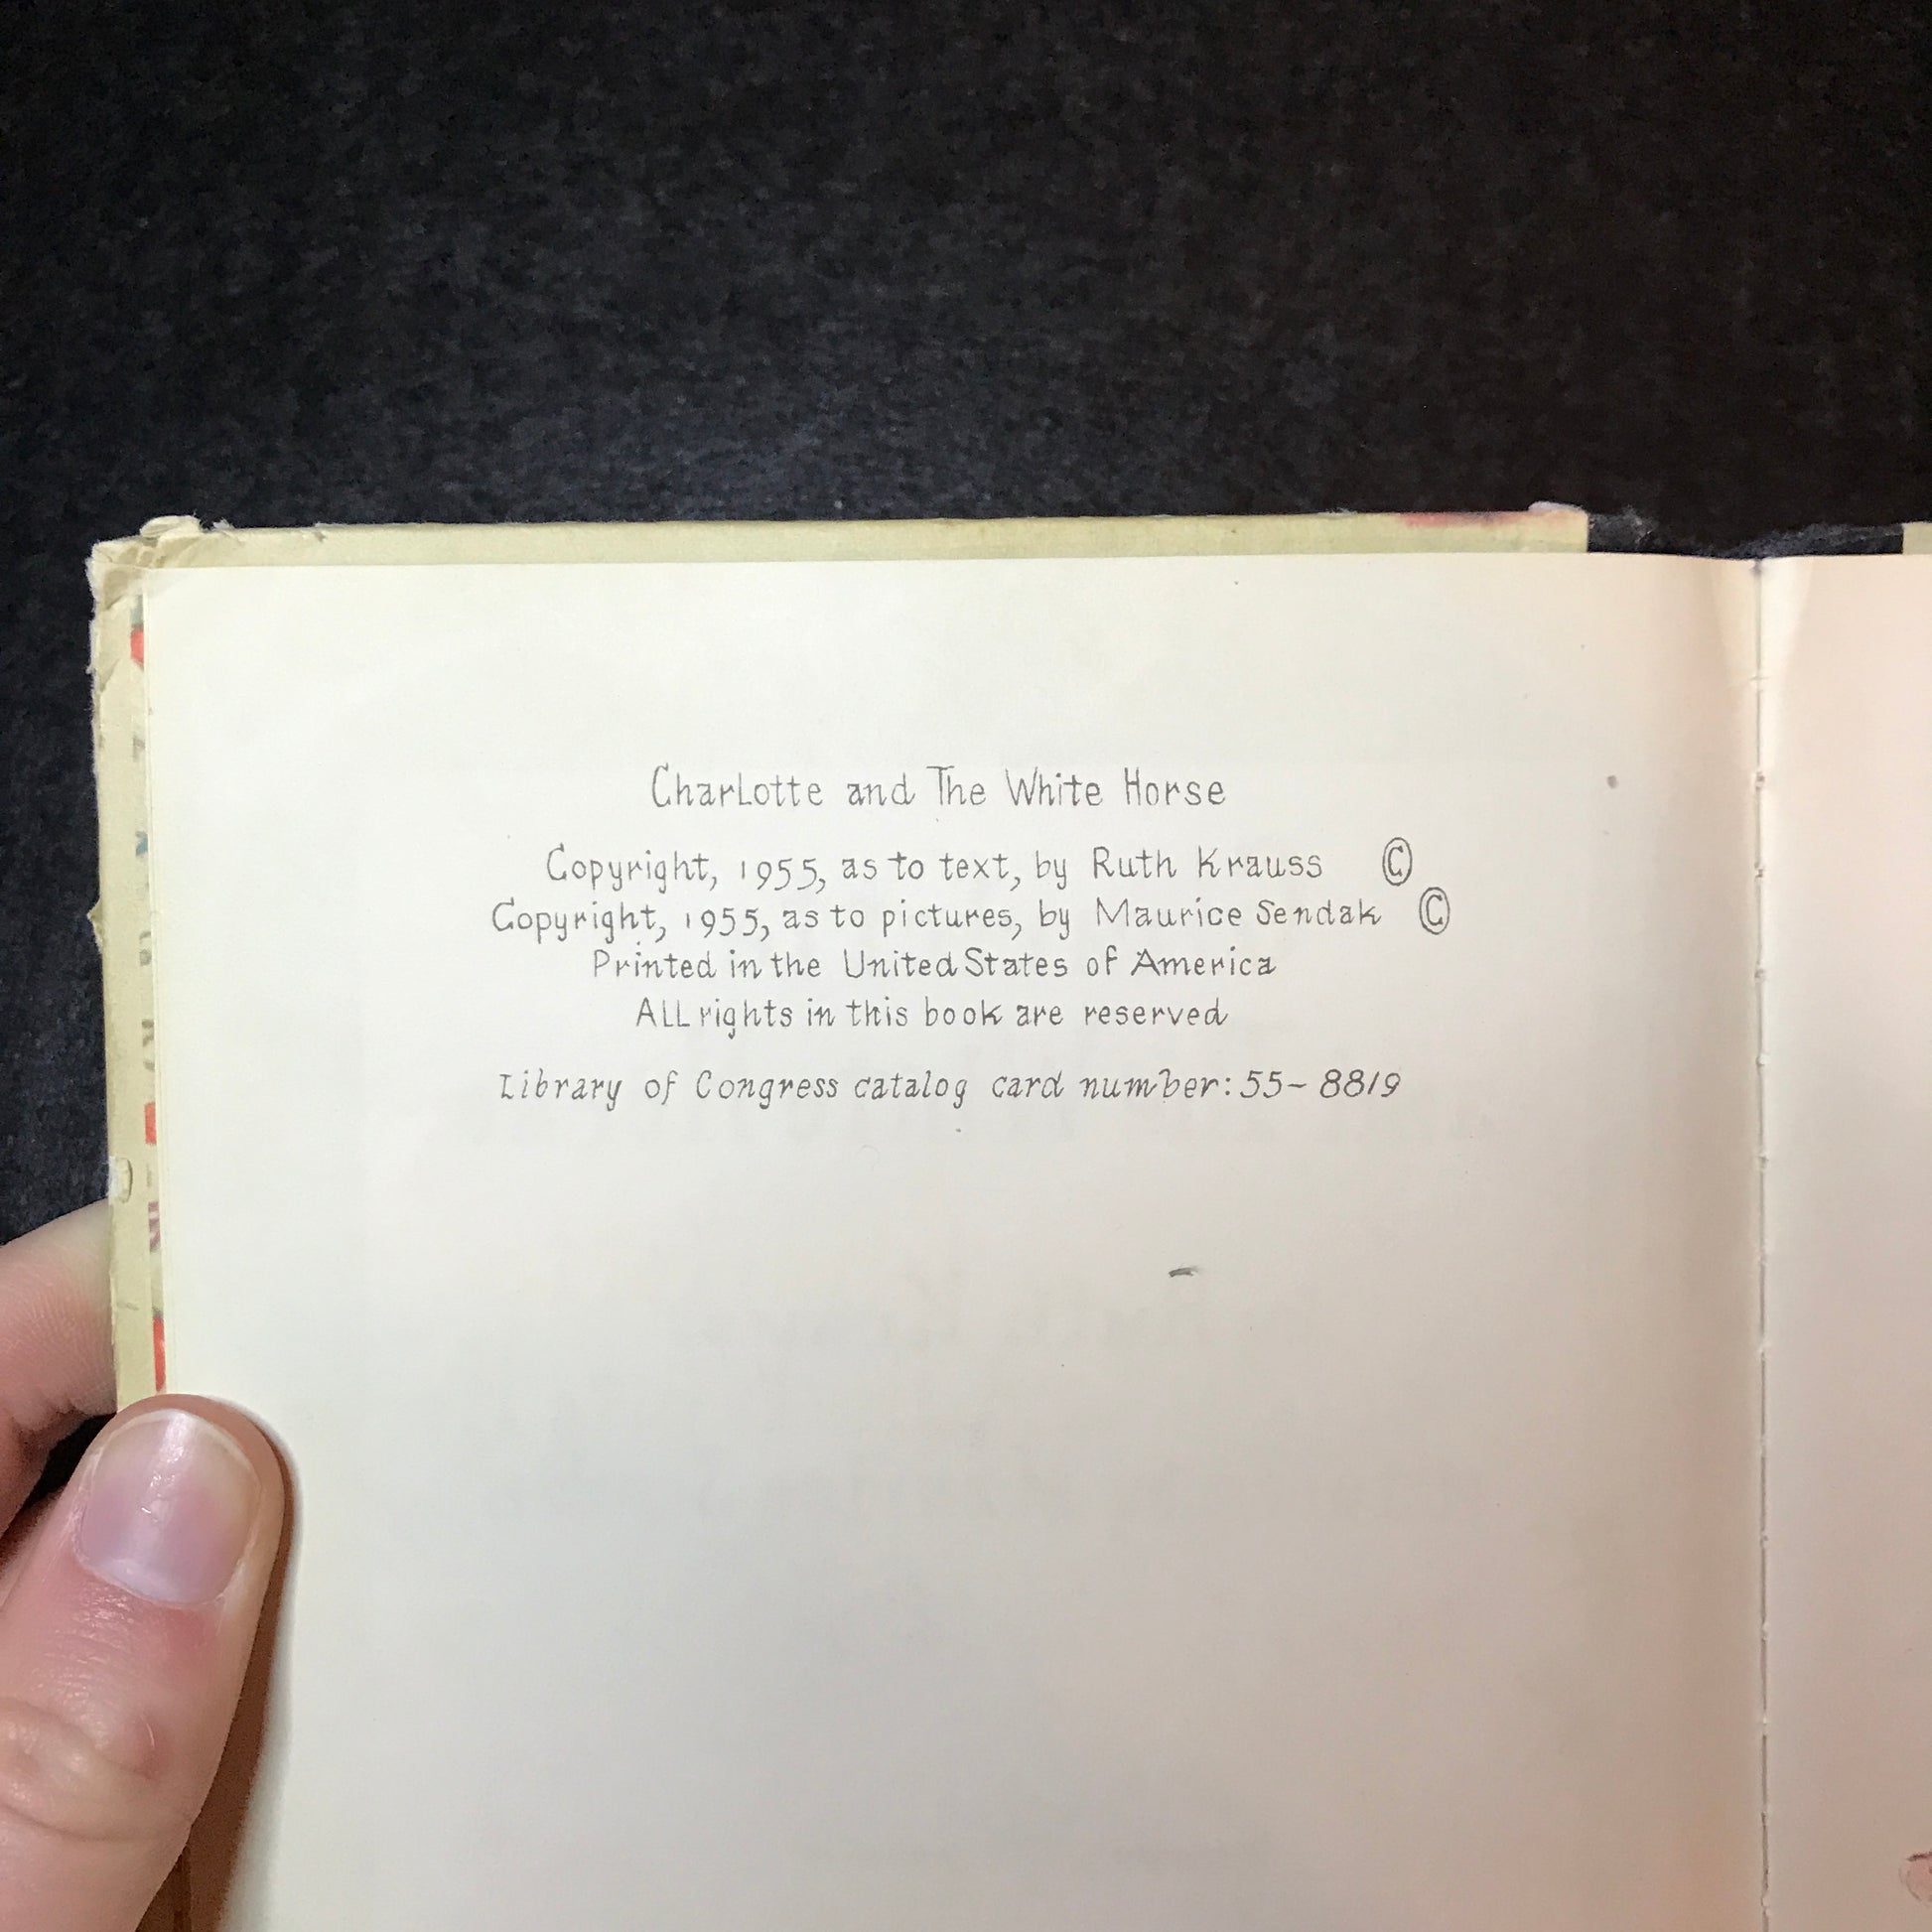 Charlotte and The White Horse
Copyright, 1955, as to text, by Ruth Krauss ©
Copyright, 1955, as to pictures, by Maurice Sendak ©
Printed in the United States of America
All rights in this book are reserved
Library of Congress catalog card number: 55-8819